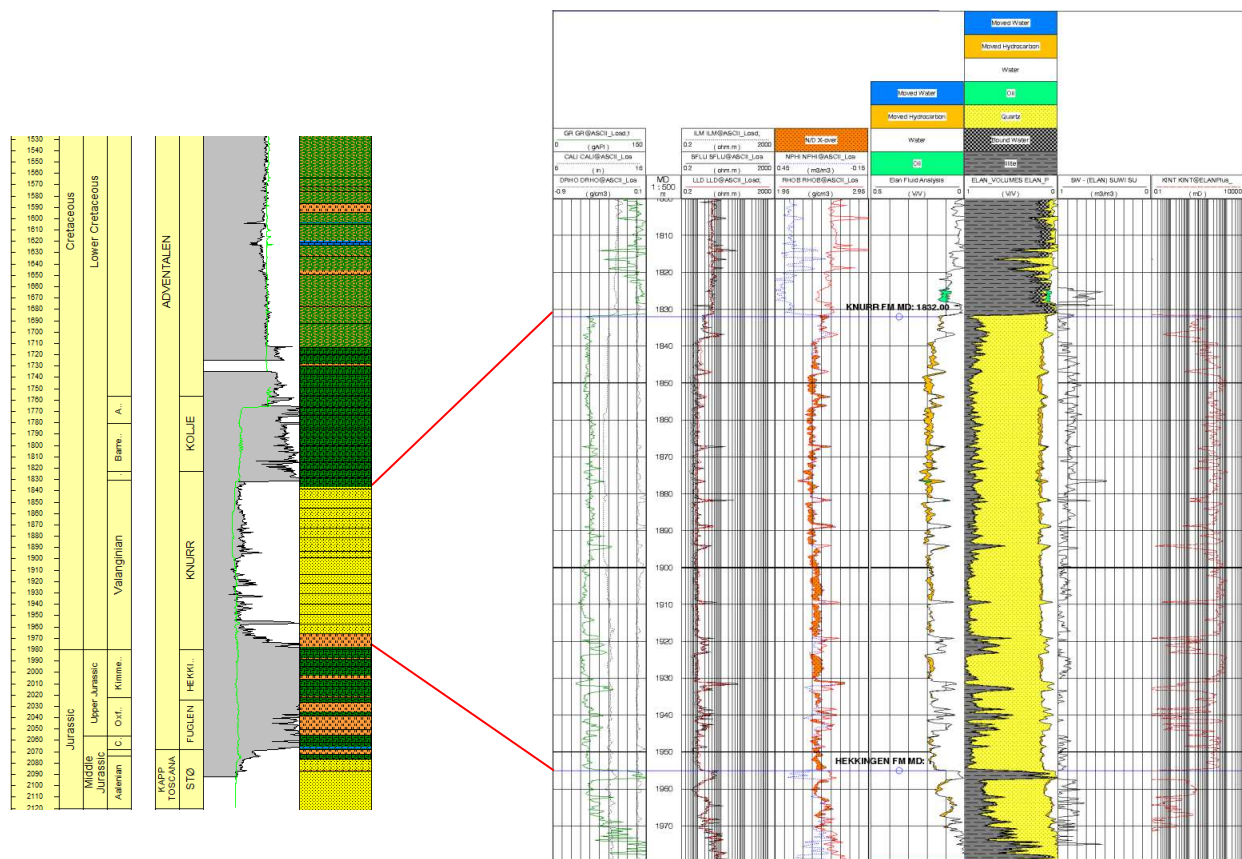 Moved Water
Moved Hydrocarbon
Water
Moved Water Oil
Moved Hydrocarbon Quartz
GR GR@ASCII_Load;I ILM ILM@ASCII_Load, N/D X-over Water Bound Water
0 ( gAPI ) 150 0.2 ( ohm.m ) 2000
CALI CALI@ASCII_Loa SFLU SFLU@ASCII_Loa NPHI NPHI@ASCII_Loa Oil Illite
6 ( in ) 16 0.2 ( ohm.m ) 2000 0.45 ( m3/m3 ) -0.15
DRHO DRHO@ASCII_Loa LLD LLD@ASCII_Load; MD RHOB RHOB@ASCII_Loa Elan Fluid Analysis ELAN_VOLUMES ELAN_P SW - (ELAN) SUWI SU KINT KINT@ELANPlus_
-0.9 ( g/cm3 ) 0.1 0.2 ( ohm.m ) 2000 1 : 500 m 1.95 ( g/cm3 ) 2.95 0.5 ( V/V ) 0 1 ( V/V ) 0 1 ( m3/m3 ) 0 0.1 ( mD ) 10000
1530
1540
1550
1560
1570
1580
1590
1600
1610
1620
1630
1640
1650
1660
1670
1680
1690
1700
1710
1720
1730
1740
1750
1760
1770
1780
1790
1800
1810
1820
1830
1840
1850
1860
1870
1880
1890
1900
1910
1920
1930
1940
1950
1960
1970
1980
1990
2000
2010
2020
2030
2040
2050
2060
2070
2080
2090
2100
2110
2120
Cretaceous
Jurassic
Lower Cretaceous
Upper Jurassic
Middle
Jurassic
A..
Barre..
.
Valanginian
Kimme..
Oxf..
C.
Aalenian
ADVENTALEN
KAPP
TOSCANA
KOLJE
KNURR
HEKKI..
FUGLEN
STØ
1800
1810
1820
1830
1840
1850
1860
1870
1880
1890
1900
1910
1920
1930
1940
1950
1960
1970
KNURR FM MD: 1832.00
HEKKINGEN FM MD: